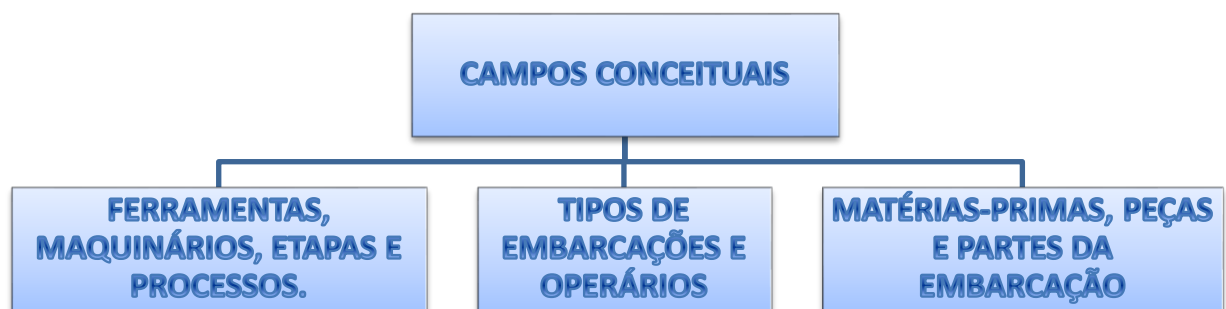 CAMPOS CONCEITUAIS
FERRAMENTAS,
MAQUINÁRIOS, ETAPAS E
PROCESSOS.
TIPOS DE
EMBARCAÇÕES E
OPERÁRIOS
MATÉRIAS-PRIMAS, PEÇAS
E PARTES DA
EMBARCAÇÃO